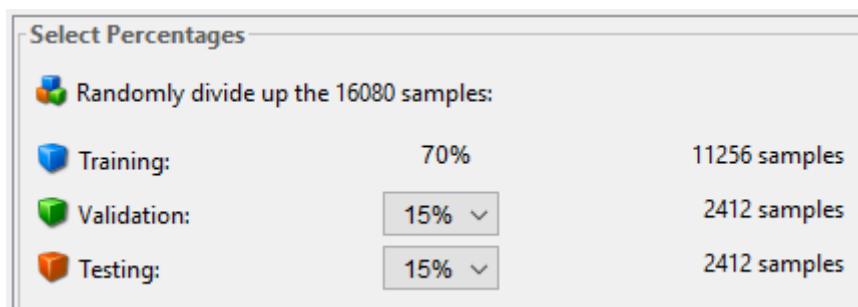 Select Percentages
Randomly divide up the 16080 samples:
Training: 70% 11256 samples
Validation: 15% 2412 samples
Testing: 15% 2412 samples